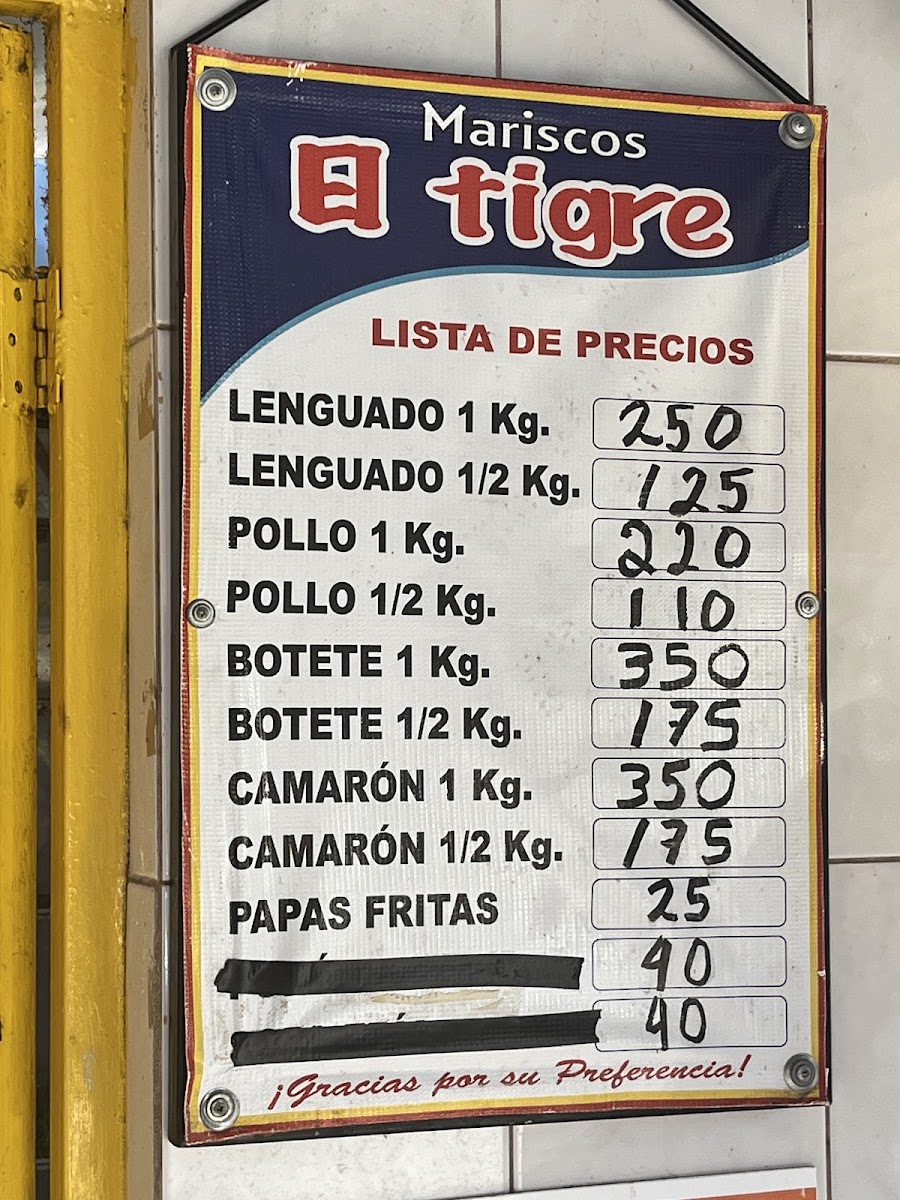 Mariscos
El tigre
LISTA DE PRECIOS
LENGUADO 1 Kg. 250
LENGUADO 1/2 Kg. 125
POLLO 1 Kg. 220
POLLO 1/2 Kg. 110
BOTETE 1 Kg. 350
BOTETE 1/2 Kg. 175
CAMARÓN 1 Kg. 350
CAMARÓN 1/2 Kg. 175
PAPAS FRITAS 25
40
40
¡Gracias por su Preferencia!